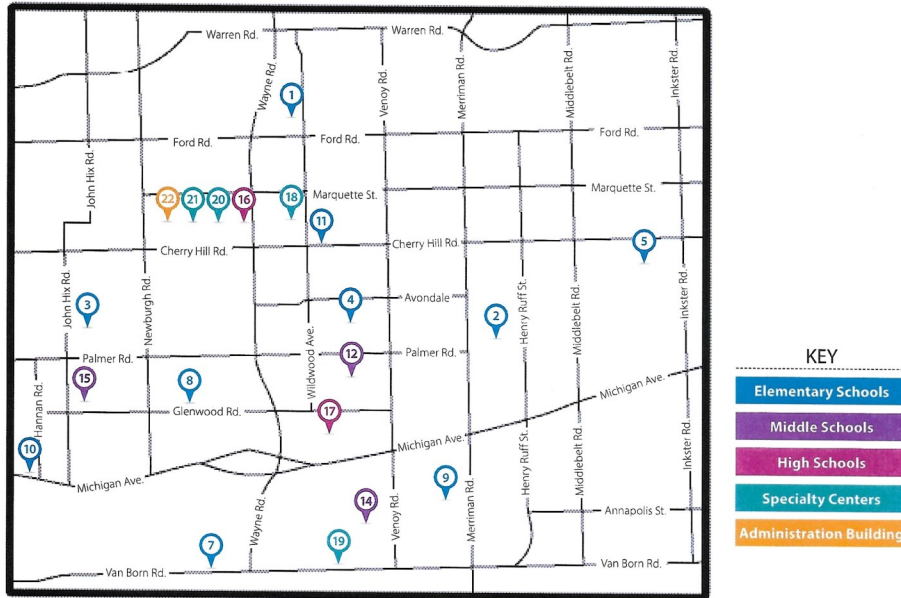 Warren Rd.
Warren Rd.
Wayne Rd.
Venoy Rd.
Merriman Rd.
Middlebelt Rd.
Inkster Rd.
1
Ford Rd.
Ford Rd.
Ford Rd.
John Hix Rd.
Marquette St.
Marquette St.
22
21
20
16
18
11
Cherry Hill Rd.
Cherry Hill Rd.
5
John Hix Rd.
Newburgh Rd.
3
4
Avondale
2
Henry Ruff St.
Middlebelt Rd.
Inkster Rd.
Wildwood Ave.
Palmer Rd.
12
Palmer Rd.
KEY
15
8
Hannan Rd.
Glenwood Rd.
17
Michigan Ave.
Elementary Schools
Middle Schools
High Schools
Specialty Centers
Administration Building
Michigan Ave.
10
Michigan Ave.
9
Henry Ruff St.
Middlebelt Rd.
Inkster Rd.
14
Wayne Rd.
Venoy Rd.
Merriman Rd.
Annapolis St.
7
19
Van Born Rd.
Van Born Rd.